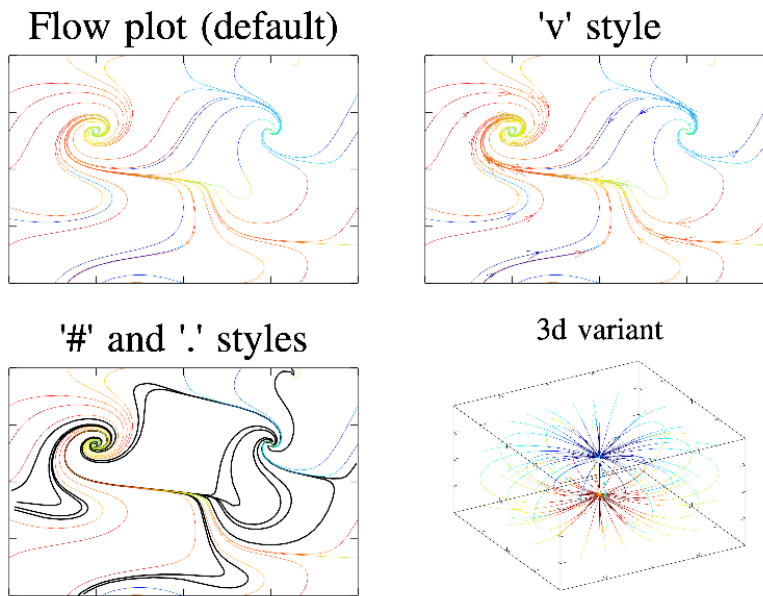 Flow plot (default)
'v' style
'#' and '.' styles
3d variant